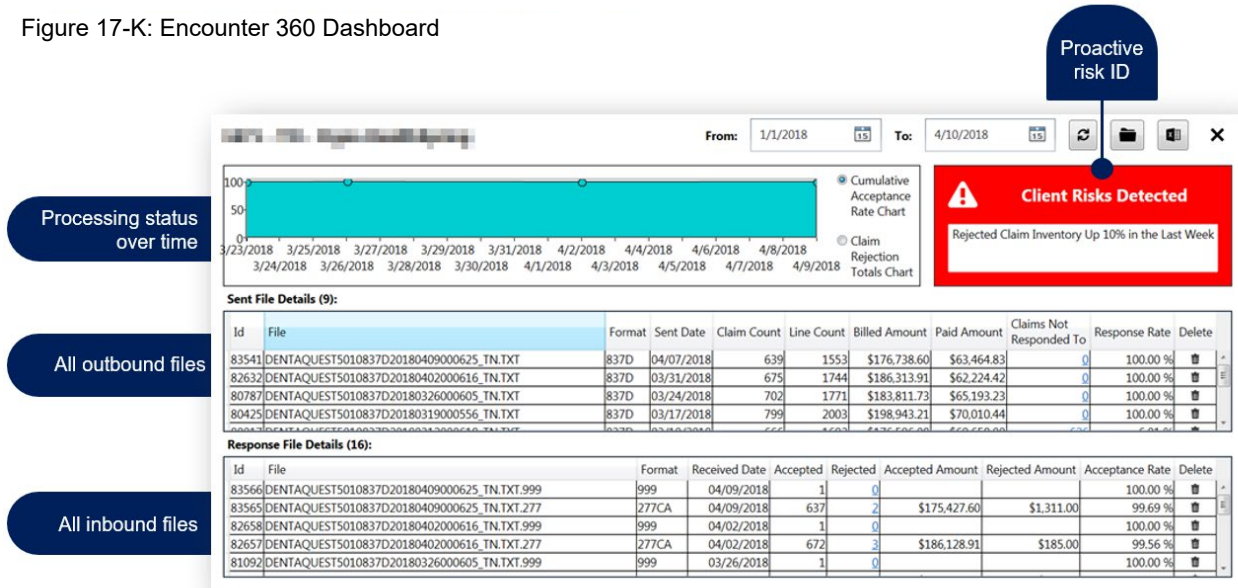 Figure 17-K: Encounter 360 Dashboard
Proactive
risk ID
From: 1/1/2018 15 To: 4/10/2018 15
Processing status
over time
100
50
0
3/23/2018 3/25/2018 3/27/2018 3/29/2018 3/31/2018 4/2/2018 4/4/2018 4/6/2018 4/8/2018
3/24/2018 3/26/2018 3/28/2018 3/30/2018 4/1/2018 4/3/2018 4/5/2018 4/7/2018 4/9/2018
Cumulative
Acceptance
Rate Chart
Claim
Rejection
Totals Chart
Client Risks Detected
Rejected Claim Inventory Up 10% in the Last Week
All outbound files
Sent File Details (9):
Id File Format Sent Date Claim Count Line Count Billed Amount Paid Amount Claims Not Responded To Response Rate Delete
83541 DENTAQUEST5010837D20180409000625_TN.TXT 837D 04/07/2018 639 1553 $176,738.60 $63,464.83 0 100.00 %
82632 DENTAQUEST5010837D20180402000616_TN.TXT 837D 03/31/2018 675 1744 $186,313.91 $62,224.42 0 100.00 %
80787 DENTAQUEST5010837D20180326000605_TN.TXT 837D 03/24/2018 702 1771 $183,811.73 $65,193.23 0 100.00 %
80425 DENTAQUEST5010837D20180319000556_TN.TXT 837D 03/17/2018 799 2003 $198,943.21 $70,010.44 0 100.00 %
All inbound files
Response File Details (16):
Id File Format Received Date Accepted Rejected Accepted Amount Rejected Amount Acceptance Rate Delete
83566 DENTAQUEST5010837D20180409000625_TN.TXT.999 999 04/09/2018 1 0 100.00 %
83565 DENTAQUEST5010837D20180409000625_TN.TXT.277 277CA 04/09/2018 637 2 $175,427.60 $1,311.00 99.69 %
82658 DENTAQUEST5010837D20180402000616_TN.TXT.999 999 04/02/2018 1 0 100.00 %
82657 DENTAQUEST5010837D20180402000616_TN.TXT.277 277CA 04/02/2018 672 3 $186,128.91 $185.00 99.56 %
81092 DENTAQUEST5010837D20180326000605_TN.TXT.999 999 03/26/2018 1 0 100.00 %